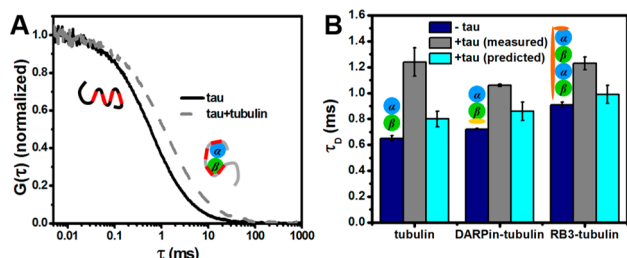 A
G(τ) (normalized)
1.0
0.8
0.6
0.4
0.2
0.0
tau
tau+tubulin
α
β
0.01
0.1
1
10
100
1000
τ (ms)
B
τD (ms)
1.6
1.4
1.2
1.0
0.8
0.6
0.4
0.2
0.0
- tau
+tau (measured)
+tau (predicted)
α
β
α
β
α
β
α
β
tubulin
DARPin-tubulin
RB3-tubulin